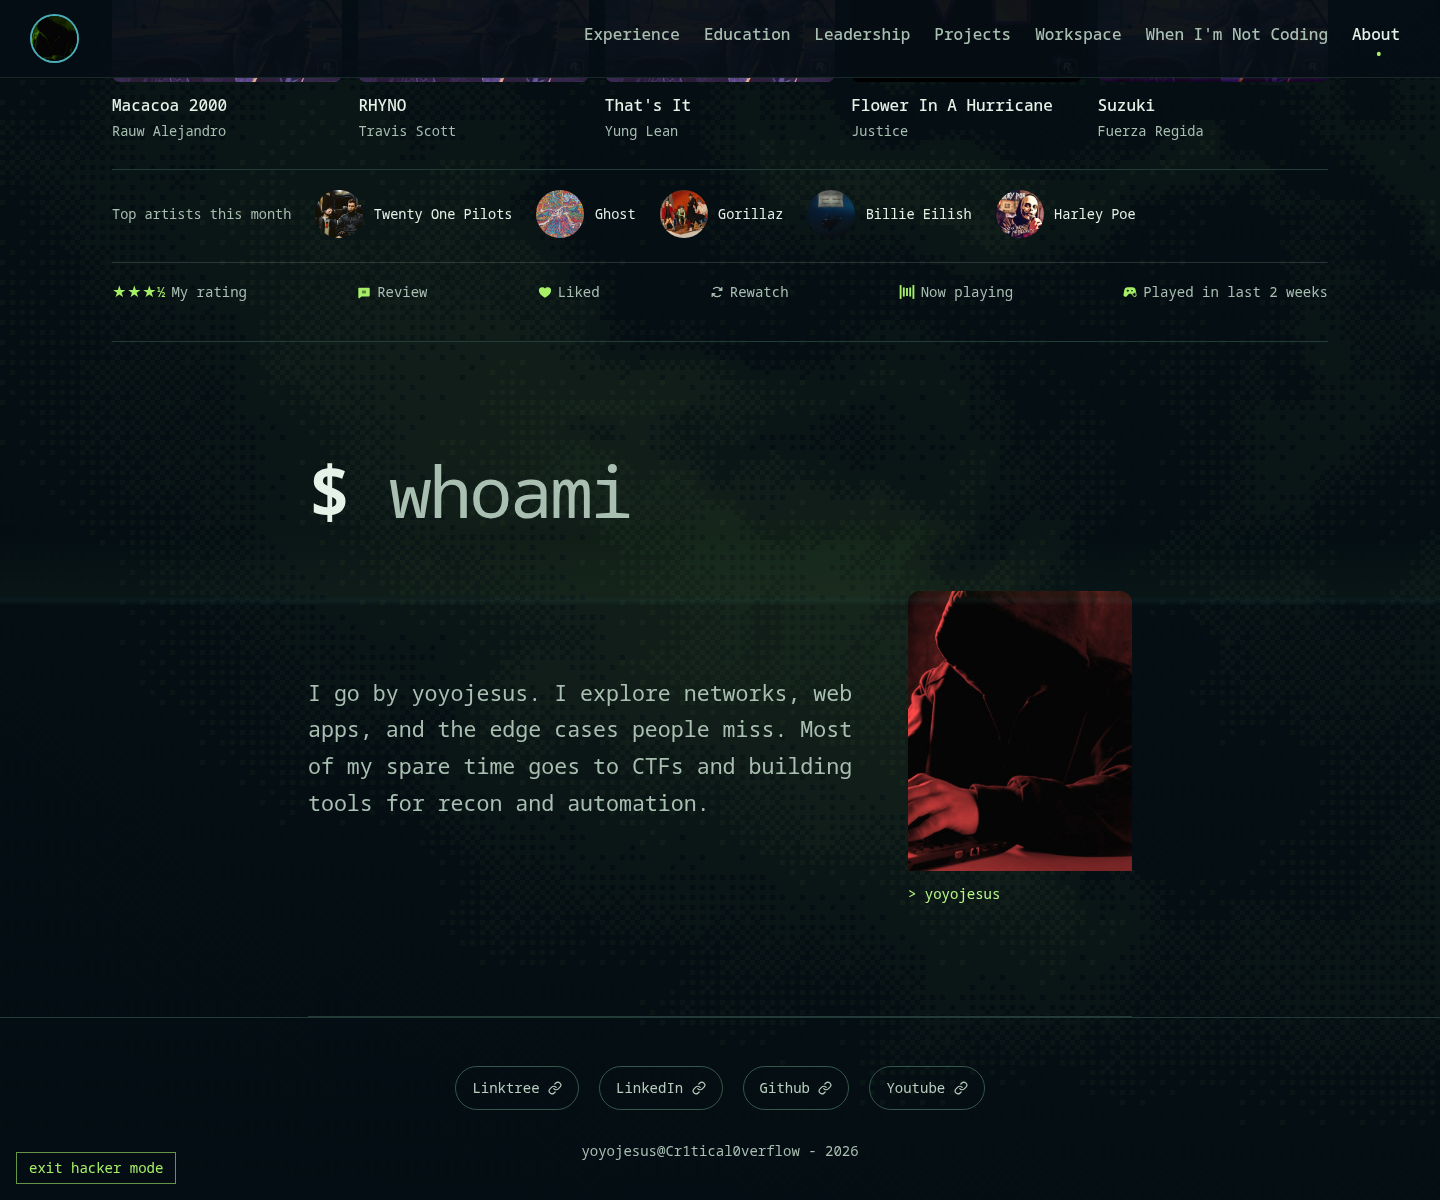 Experience Education Leadership Projects Workspace When I'm Not Coding About
Macacoa 2000 RHYNO That's It Flower In A Hurricane Suzuki
Rauw Alejandro Travis Scott Yung Lean Justice Fuerza Regida
Top artists this month Twenty One Pilots Ghost Gorillaz Billie Eilish Harley Poe
★★★½ My rating Review Liked Rewatch Now playing Played in last 2 weeks
$ whoami
I go by yoyojesus. I explore networks, web
apps, and the edge cases people miss. Most
of my spare time goes to CTFs and building
tools for recon and automation.
> yoyojesus
Linktree LinkedIn Github Youtube
yoyojesus@Cr1tical0verflow - 2026
exit hacker mode